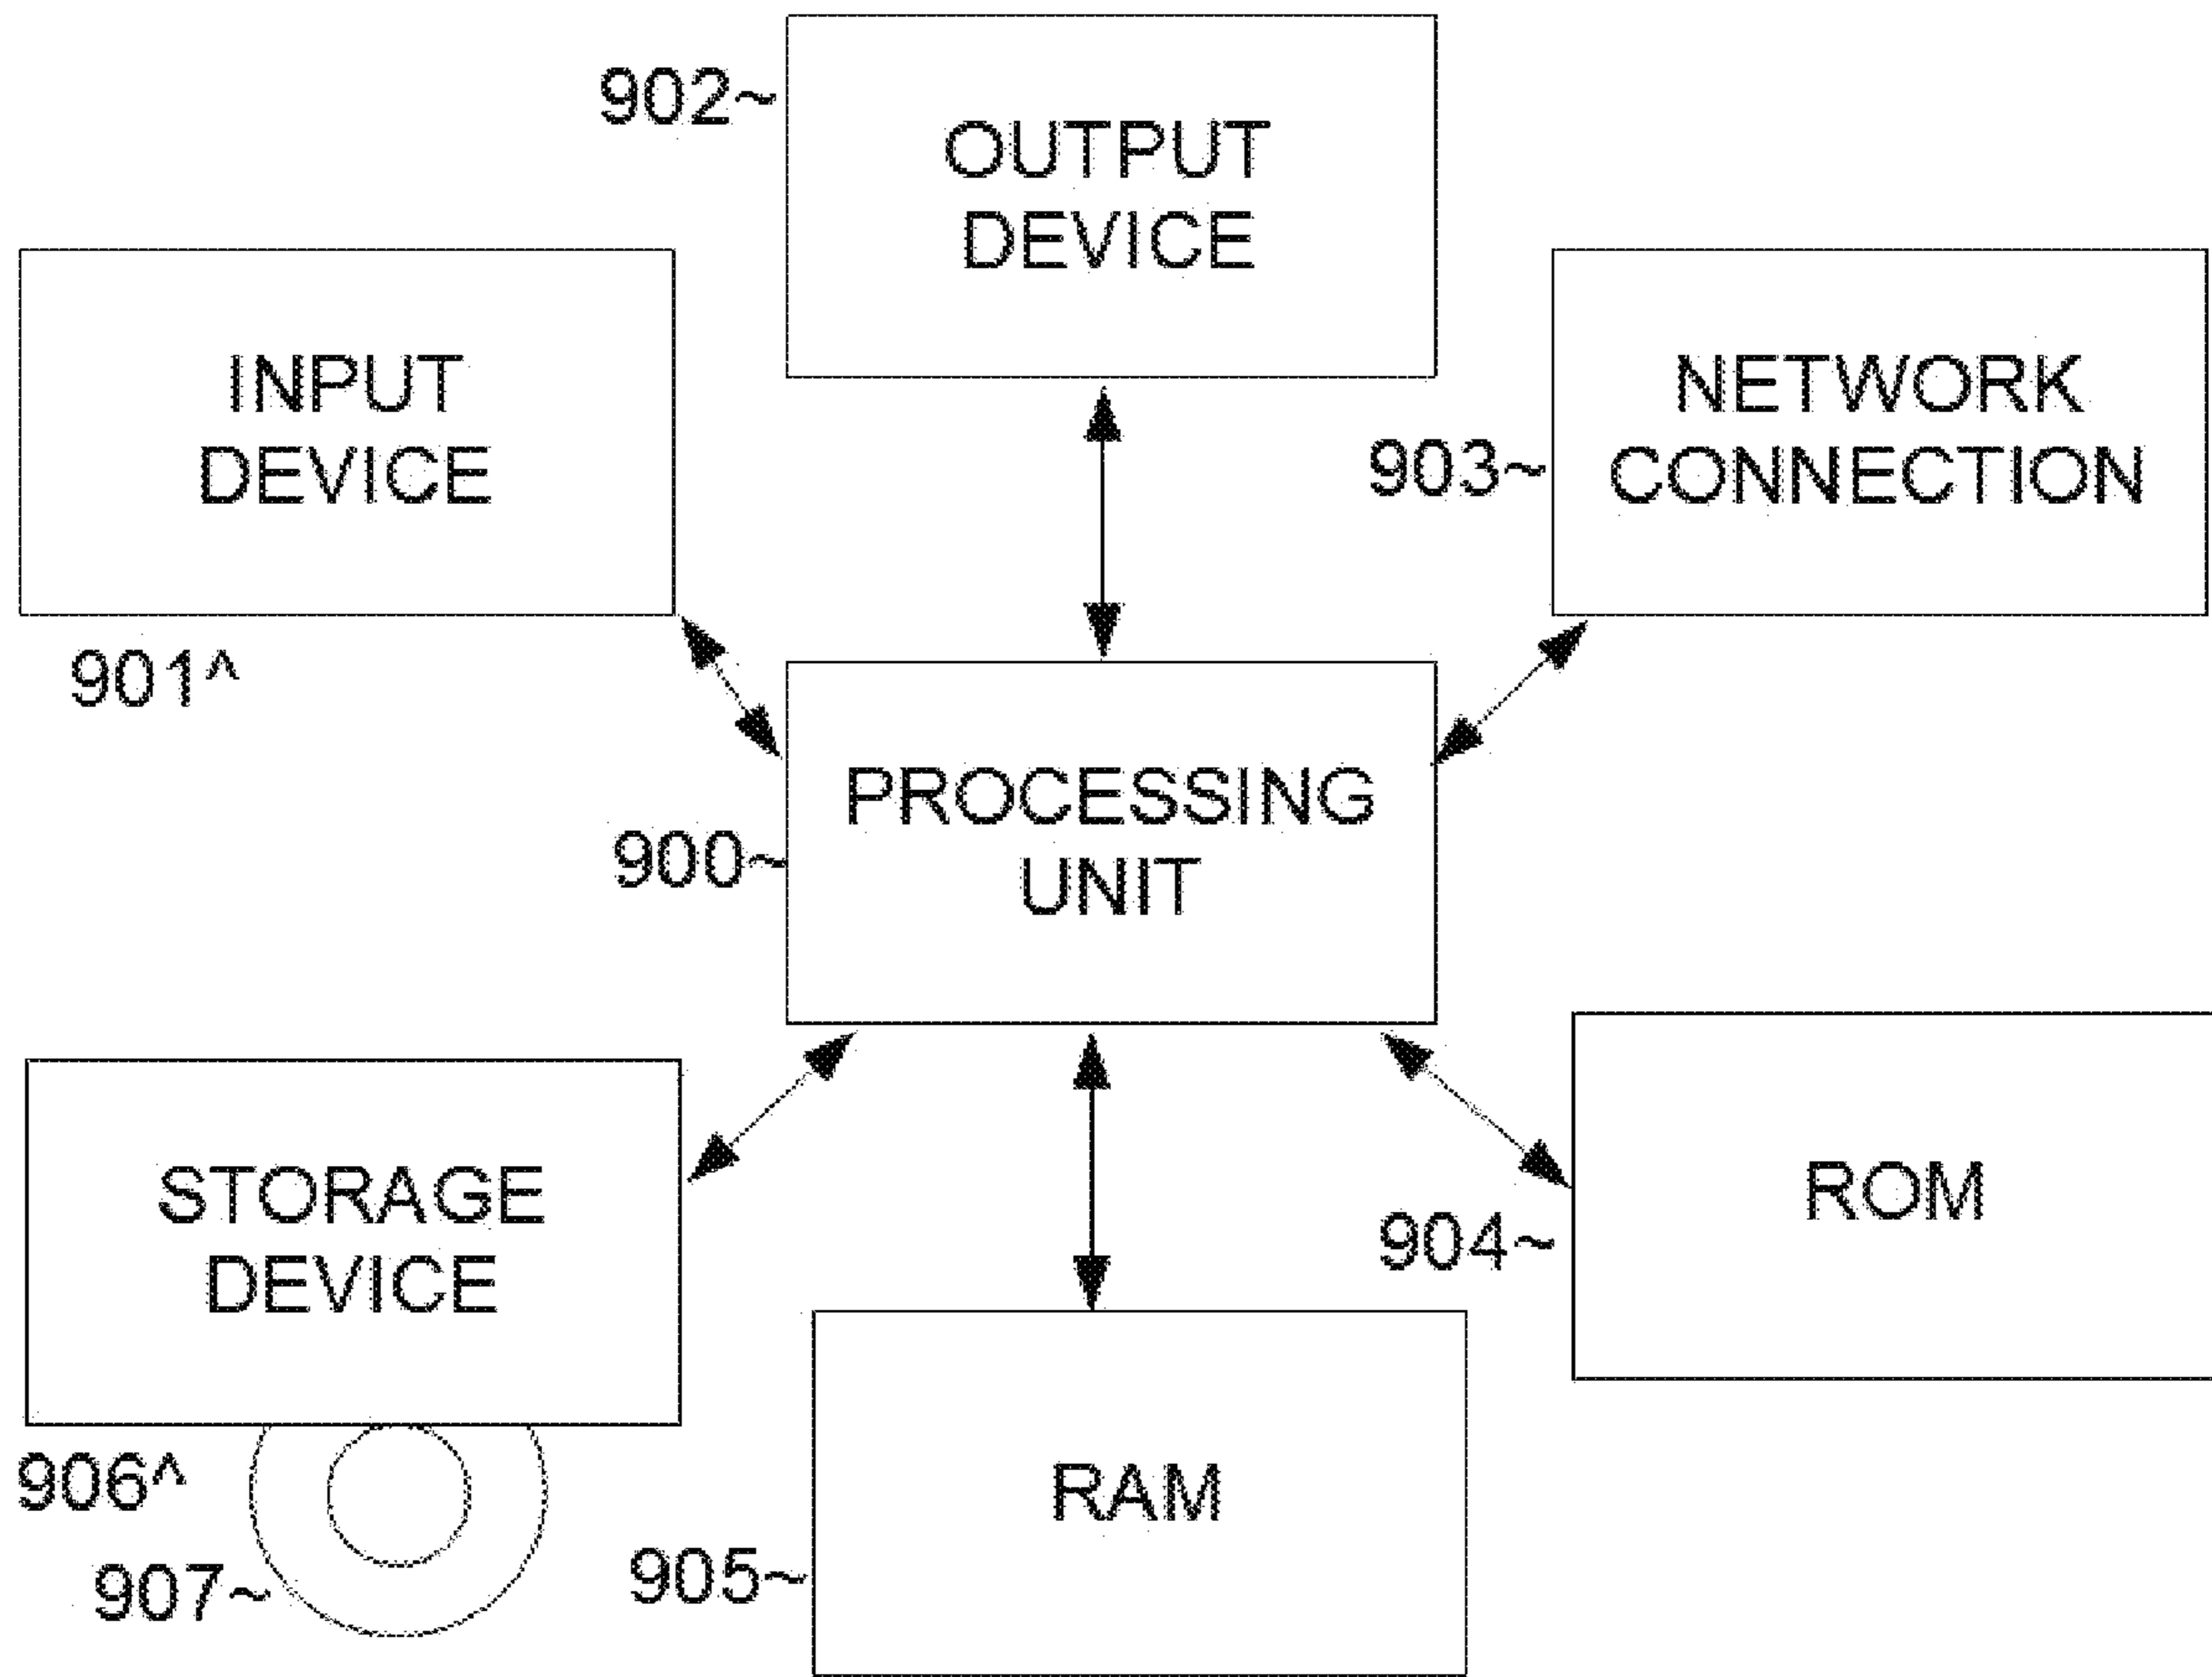 902~
OUTPUT
DEVICE
INPUT
DEVICE
901^
903~
NETWORK
CONNECTION
900~
PROCESSING
UNIT
STORAGE
DEVICE
906^
907~
904~
ROM
905~
RAM